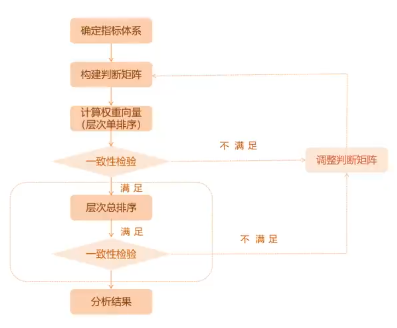 确定指标体系
构建判断矩阵
计算权重向量
（层次单排序）
不 满 足
一致性检验
调整判断矩阵
满 足
层次总排序
满 足
不 满 足
一致性检验
分析结果